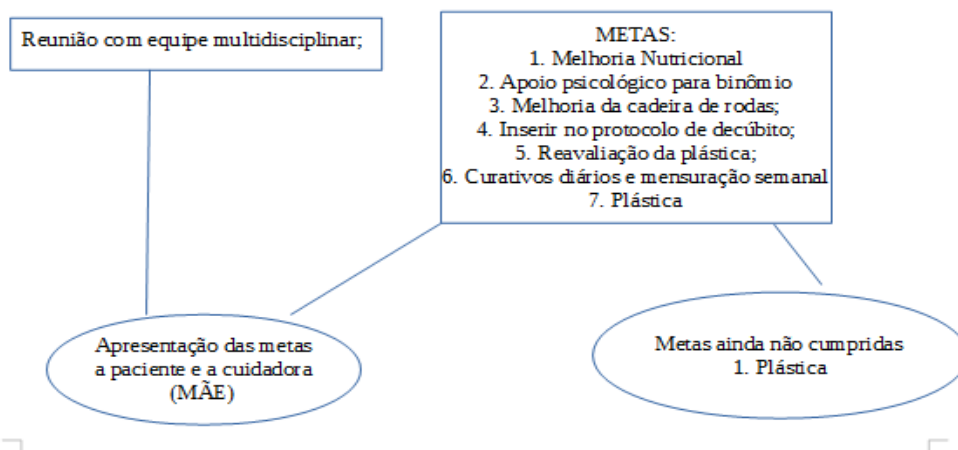 Reunião com equipe multidisciplinar;
METAS:
1. Melhoria Nutricional
2. Apoio psicológico para binômio
3. Melhoria da cadeira de rodas;
4. Inserir no protocolo de decúbito;
5. Reavaliação da plástica;
6. Curativos diários e mensuração semanal
7. Plástica
Apresentação das metas
a paciente e a cuidadora
(MÃE)
Metas ainda não cumpridas
1. Plástica